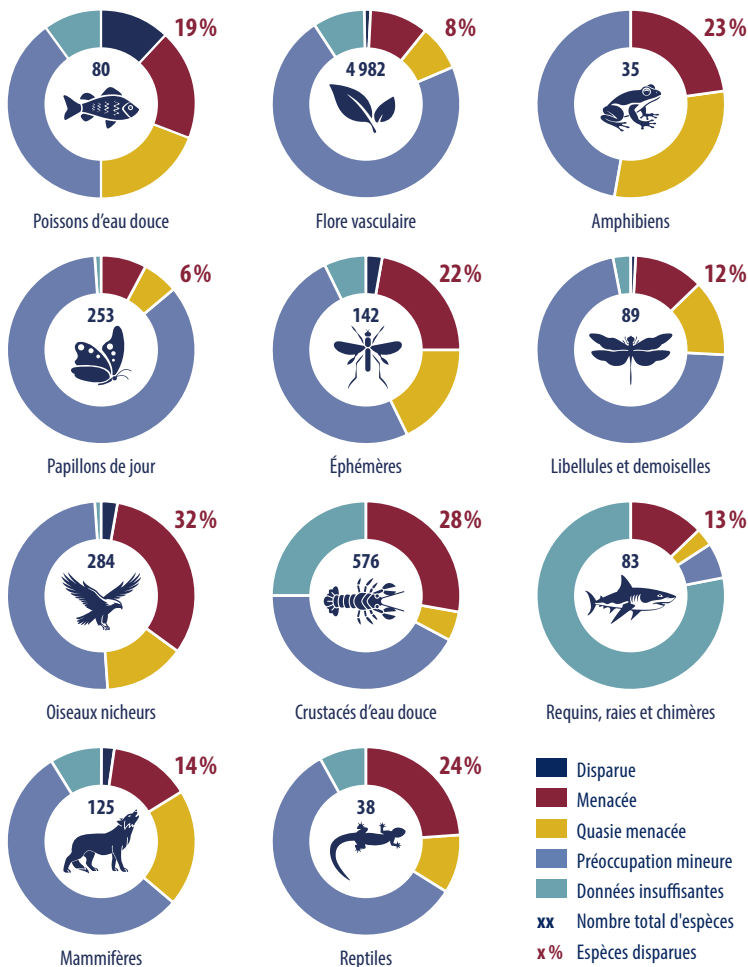 19 %
80
Poissons d'eau douce
8 %
4 982
Flore vasculaire
23 %
35
Amphibiens
6 %
253
Papillons de jour
22 %
142
Éphémères
12 %
89
Libellules et demoiselles
32 %
284
Oiseaux nicheurs
28 %
576
Crustacés d'eau douce
13 %
83
Requins, raies et chimères
14 %
125
Mammifères
24 %
38
Reptiles
Disparue
Menacée
Quasie menacée
Préoccupation mineure
Données insuffisantes
xx Nombre total d'espèces
x % Espèces disparues